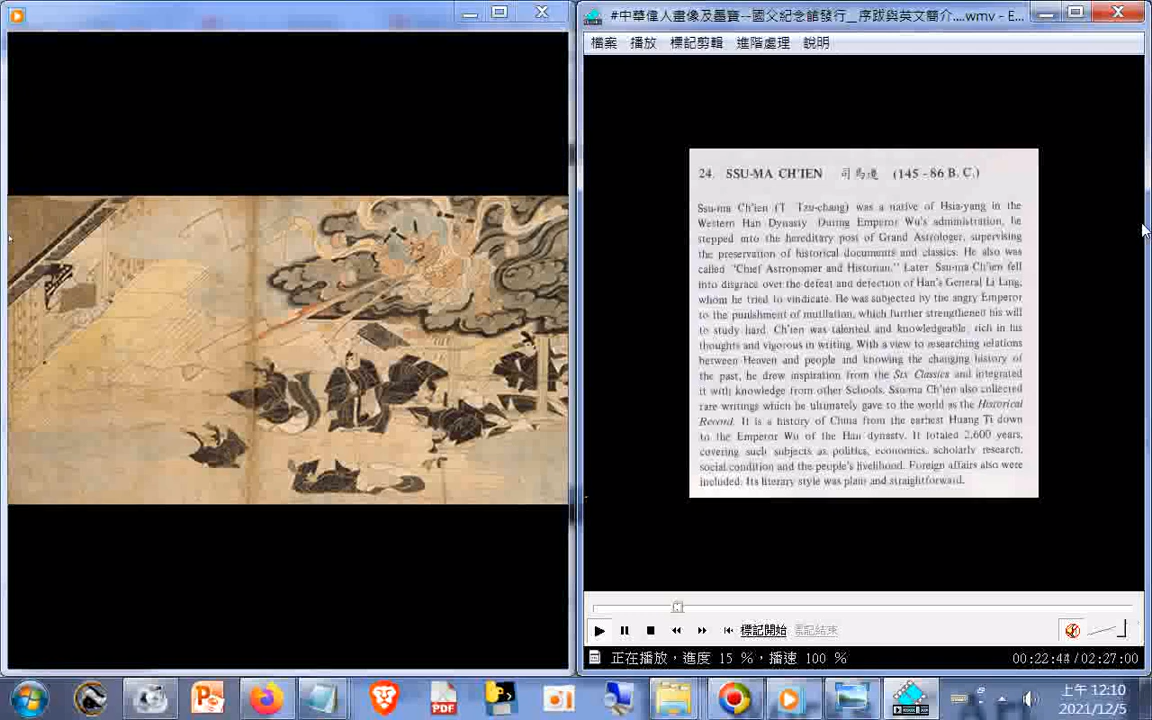 #中華偉人畫像及墨寶--國父紀念館發行__序跋與英文簡介....wmv - E...
檔案 播放 標記剪輯 進階處理 說明
24. SSU-MA CH'IEN 司馬遷 (145 - 86 B. C.)
Ssu-ma Ch'ien (T Tzu-chang) was a native of Hsia-yang in the
Western Han Dynasty During Emperor Wu's administration, he
stepped into the hereditary post of Grand Astrologer, supervising
the preservation of historical documents and classics. He also was
called "Chief Astronomer and Historian." Later Ssu-ma Ch'ien fell
into disgrace over the defeat and defection of Han's General Li Lang,
whom he tried to vindicate. He was subjected by the angry Emperor
to the punishment of mutilation, which further strengthened his will
to study hard. Ch'ien was talented and knowledgeable, rich in his
thoughts and vigorous in writing. With a view to researching relations
between Heaven and people and knowing the changing history of
the past, he drew inspiration from the Six Classics and integrated
it with knowledge from other Schools. Ssu-ma Ch'ien also collected
rare writings which he ultimately gave to the world as the Historical
Record. It is a history of China from the earliest Huang Ti down
to the Emperor Wu of the Han dynasty. It totaled 2,600 years,
covering such subjects as politics, economics, scholarly research,
social condition and the people's livelihood. Foreign affairs also were
included. Its literary style was plain and straightforward.
標記開始 標記結束
正在播放，進度 15 %，播速 100 % 00:22:44 / 02:27:00
PDF
上午 12:10
2021/12/5